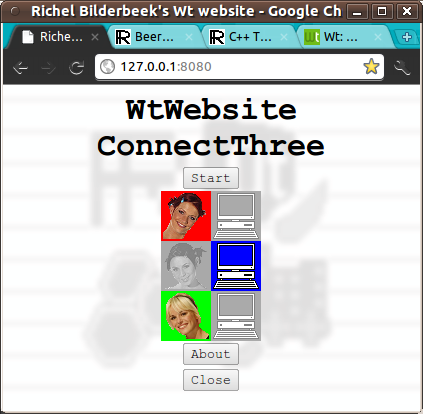 Richel Bilderbeek's Wt website - Google Ch
Riche...
Beer...
C++ T...
Wt: ...
127.0.0.1:8080
WtWebsite
ConnectThree
Start
About
Close